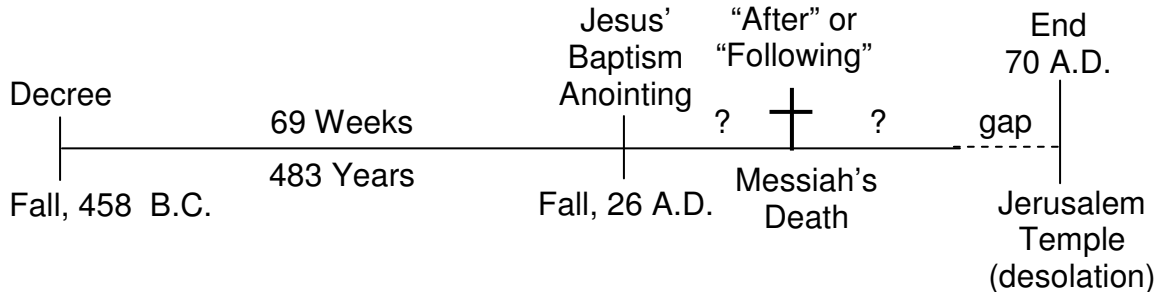 Decree
69 Weeks
483 Years
Fall, 458 B.C.
Jesus’
Baptism
Anointing
Fall, 26 A.D.
“After” or
“Following”
?
?
Messiah’s
Death
gap
End
70 A.D.
Jerusalem
Temple
(desolation)